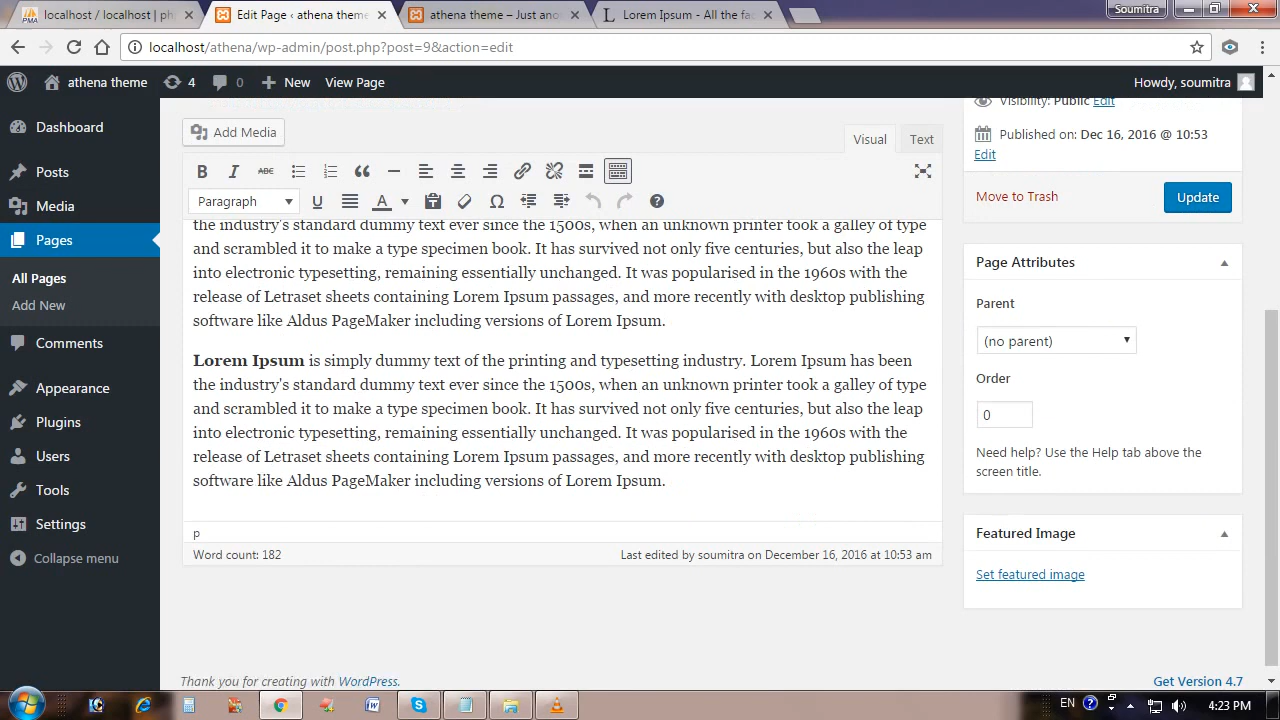 localhost / localhost | ph
Edit Page ‹ athena theme
athena theme – Just an
Lorem Ipsum - All the fa
Soumitra
localhost/athena/wp-admin/post.php?post=9&action=edit
athena theme
4
0
New
View Page
Howdy, soumitra
Dashboard
Posts
Media
Pages
All Pages
Add New
Comments
Appearance
Plugins
Users
Tools
Settings
Collapse menu
Add Media
Visual
Text
B I ABC
Paragraph
U
A
Ω
the industry's standard dummy text ever since the 1500s, when an unknown printer took a galley of type
and scrambled it to make a type specimen book. It has survived not only five centuries, but also the leap
into electronic typesetting, remaining essentially unchanged. It was popularised in the 1960s with the
release of Letraset sheets containing Lorem Ipsum passages, and more recently with desktop publishing
software like Aldus PageMaker including versions of Lorem Ipsum.
Lorem Ipsum is simply dummy text of the printing and typesetting industry. Lorem Ipsum has been
the industry's standard dummy text ever since the 1500s, when an unknown printer took a galley of type
and scrambled it to make a type specimen book. It has survived not only five centuries, but also the leap
into electronic typesetting, remaining essentially unchanged. It was popularised in the 1960s with the
release of Letraset sheets containing Lorem Ipsum passages, and more recently with desktop publishing
software like Aldus PageMaker including versions of Lorem Ipsum.
p
Word count: 182
Last edited by soumitra on December 16, 2016 at 10:53 am
Visibility: Public Edit
Published on: Dec 16, 2016 @ 10:53
Edit
Move to Trash
Update
Page Attributes
Parent
(no parent)
Order
0
Need help? Use the Help tab above the
screen title.
Featured Image
Set featured image
Thank you for creating with WordPress.
Get Version 4.7
EN
4:23 PM